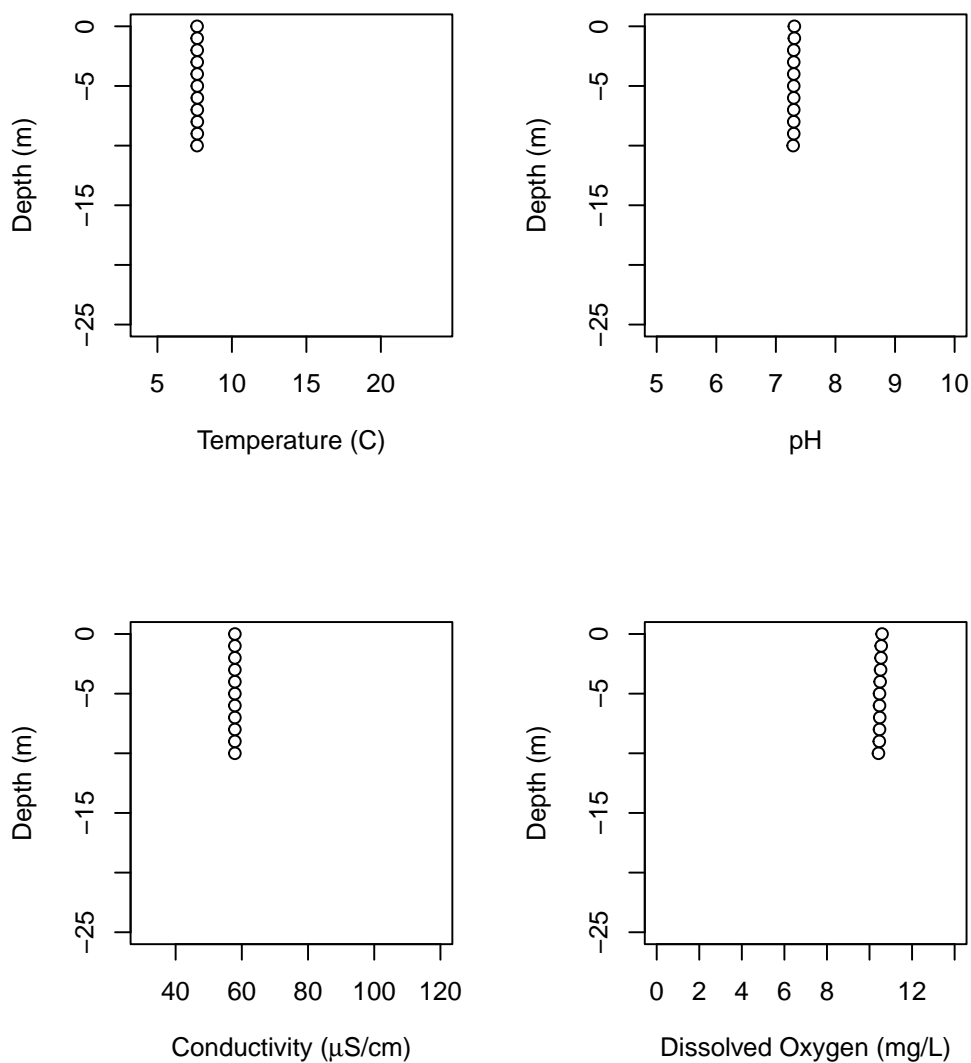 0
−5
−15
−25
Depth (m)
5 10 15 20
Temperature (C)
0
−5
−15
−25
Depth (m)
5 6 7 8 9 10
pH
0
−5
−15
−25
Depth (m)
40 60 80 100 120
Conductivity (μS/cm)
0
−5
−15
−25
Depth (m)
0 2 4 6 8 12
Dissolved Oxygen (mg/L)